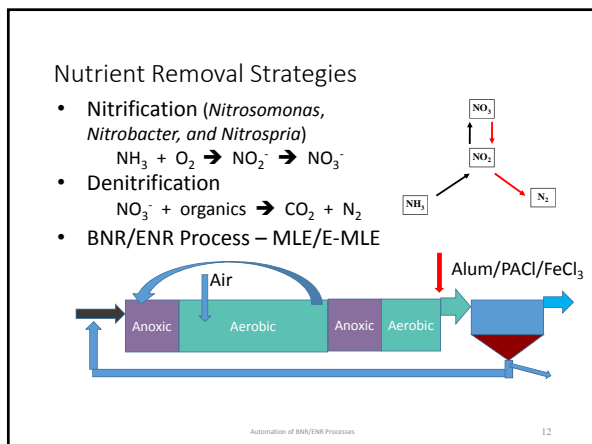 Nutrient Removal Strategies
• Nitrification (Nitrosomonas,
Nitrobacter, and Nitrospria)
NH₃ + O₂ ➔ NO₂⁻ ➔ NO₃⁻
• Denitrification
NO₃⁻ + organics ➔ CO₂ + N₂
• BNR/ENR Process – MLE/E-MLE
NO₃
NO₂
NH₃
N₂
Air
Alum/PACl/FeCl₃
Anoxic
Aerobic
Anoxic
Aerobic
Automation of BNR/ENR Processes
12